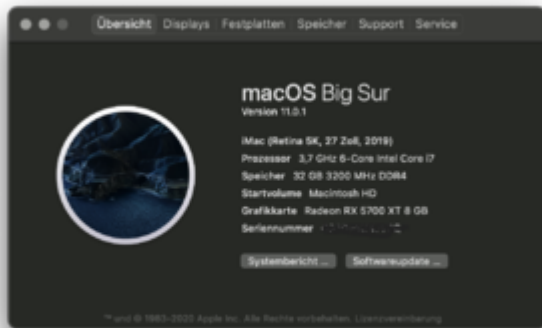 Übersicht Displays Festplatten Speicher Support Service
macOS Big Sur
Version 11.0.1
iMac (Retina 5K, 27 Zoll, 2019)
Prozessor 3,7 GHz 6-Core Intel Core i7
Speicher 32 GB 3200 MHz DDR4
Startvolume Macintosh HD
Grafikkarte Radeon RX 5700 XT 8 GB
Seriennummer
Systembericht ... Softwareupdate ...
™ und © 1983-2020 Apple Inc. Alle Rechte vorbehalten. Lizenzvereinbarung